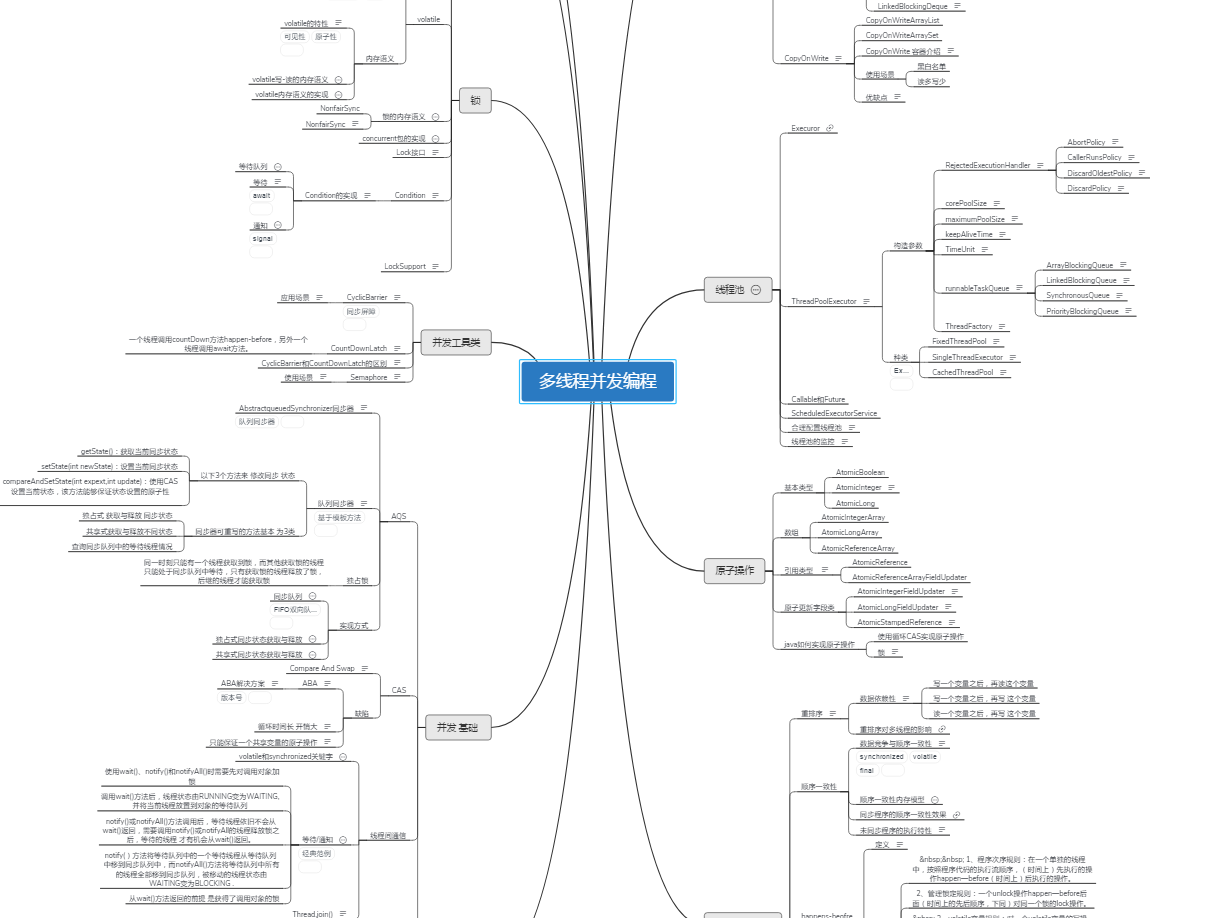 volatile
volatile的特性
可见性 原子性
内存语义
volatile写-读的内存语义
volatile内存语义的实现
锁
NonfairSync
锁的内存语义
NonfairSync
concurrent包的实现
Lock接口
等待队列
等待
await
Condition的实现
Condition
通知
signal
LockSupport
应用场景
CyclicBarrier
同步屏障
并发工具类
一个线程调用countDown方法happen-before，另外一个
线程调用await方法。
CountDownLatch
CyclicBarrier和CountDownLatch的区别
使用场景
Semaphore
多线程并发编程
AbstractqueuedSynchronizer同步器
队列同步器
getState()：获取当前同步状态
setState(int newState)：设置当前同步状态
compareAndSetState(int expext,int update)：使用CAS
设置当前状态，该方法能够保证状态设置的原子性
以下3个方法来 修改同步 状态
队列同步器
基于模板方法
AQS
独占式 获取与释放 同步状态
共享式获取与释放不同状态
查询同步队列中的等待线程情况
同步器可重写的方法基本 为3类
同一时刻只能有一个线程获取到锁，而其他获取锁的线程
只能处于同步队列中等待，只有获取锁的线程释放了锁，
后继的线程才能获取锁
独占锁
同步队列
FIFO双向队...
实现方式
独占式同步状态获取与释放
共享式同步状态获取与释放
Compare And Swap
CAS
ABA解决方案
ABA
版本号
缺陷
循环时间长 开销大
只能保证一个共享变量的原子操作
并发 基础
volatile和synchronized关键字
使用wait()、notify()和notifyAll()时需要先对调用对象加
锁
调用wait()方法后，线程状态由RUNNING变为WAITING,
并将当前线程放置到对象的等待队列
notify()或notifyAll()方法调用后，等待线程依旧不会从
wait()返回，需要调用notify()或notifyAll的线程释放锁之
后，等待的线程 才有机会从wait()返回。
notify( ) 方法将等待队列中的一个等待线程从等待队列
中移到同步队列中，而notifyAll()方法将等待队列中所有
的线程全部移到同步队列，被移动的线程状态由
WAITING变为BLOCKING .
从wait()方法返回的前提 是获得了调用对象的锁
等待/通知
经典范例
线程间通信
Thread.join()
LinkedBlockingDeque
CopyOnWriteArrayList
CopyOnWriteArraySet
CopyOnWrite
CopyOnWrite 容器介绍
使用场景
黑白名单
读多写少
优缺点
Execuror
线程池
ThreadPoolExecutor
构造参数
RejectedExecutionHandler
AbortPolicy
CallerRunsPolicy
DiscardOldestPolicy
DiscardPolicy
corePoolSize
maximumPoolSize
keepAliveTime
TimeUnit
runnableTaskQueue
ArrayBlockingQueue
LinkedBlockingQueue
SynchronousQueue
PriorityBlockingQueue
ThreadFactory
种类
Ex...
FixedThreadPool
SingleThreadExecutor
CachedThreadPool
Callable和Future
ScheduledExecutorService
合理配置线程池
线程池的监控
原子操作
基本类型
AtomicBoolean
AtomicInteger
AtomicLong
数组
AtomicIntegerArray
AtomicLongArray
AtomicReferenceArray
引用类型
AtomicReference
AtomicReferenceArrayFieldUpdater
原子更新字段类
AtomicIntegerFieldUpdater
AtomicLongFieldUpdater
AtomicStampedReference
java如何实现原子操作
使用循环CAS实现原子操作
锁
重排序
数据依赖性
写一个变量之后，再读这个变量
写一个变量之后，再写 这个变量
读一个变量之后，再写 这个变量
重排序对多线程的影响
顺序一致性
数据竞争与顺序一致性
synchronized volatile
final
顺序一致性内存模型
同步程序的顺序一致性效果
未同步程序的执行特性
定义
&nbsp;&nbsp; 1、程序次序规则：在一个单独的线程
中，按照程序代码的执行流顺序，（时间上）先执行的操
作happen—before（时间上）后执行的操作。
2、管理锁定规则：一个unlock操作happen—before后
面（时间上的先后顺序，下同）对同一个锁的lock操作。
happens-beofre